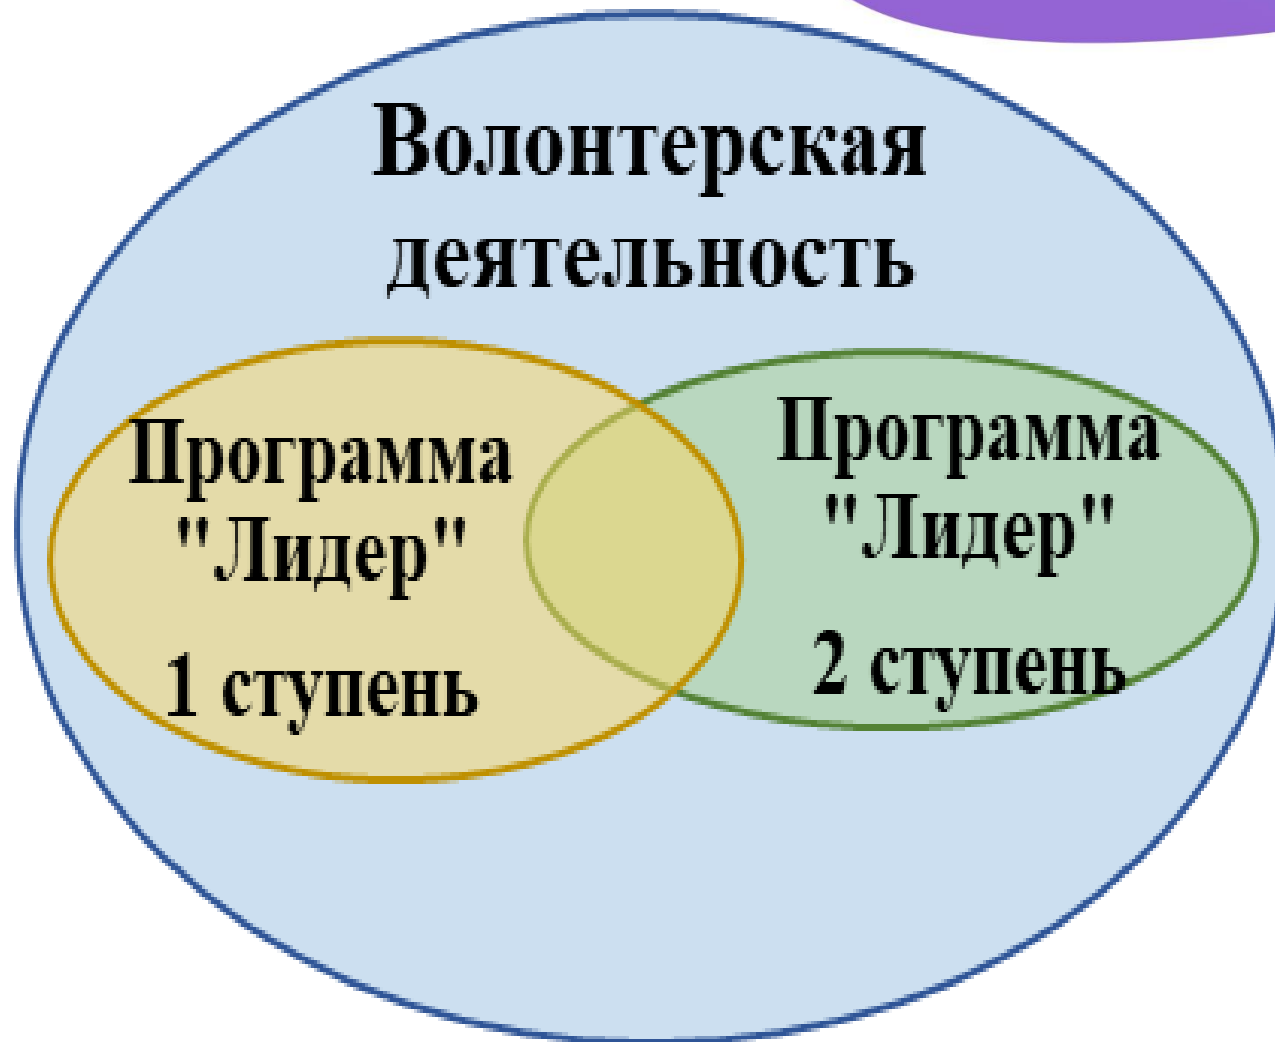 Волонтерская
деятельность
Программа
"Лидер"
1 ступень
Программа
"Лидер"
2 ступень